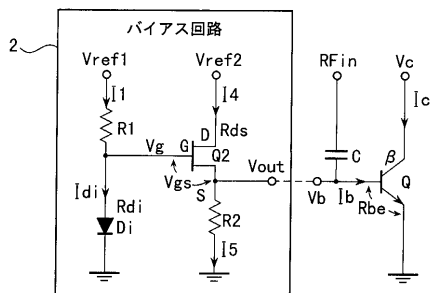 2
バイアス回路
Vref1
Vref2
RFin
Vc
I1
I4
Ic
R1
D
Rds
Vg
G
Q2
C
β
Vout
Vgs
S
Idi
Rdi
Di
R2
Vb
Ib
Q
Rbe
I5